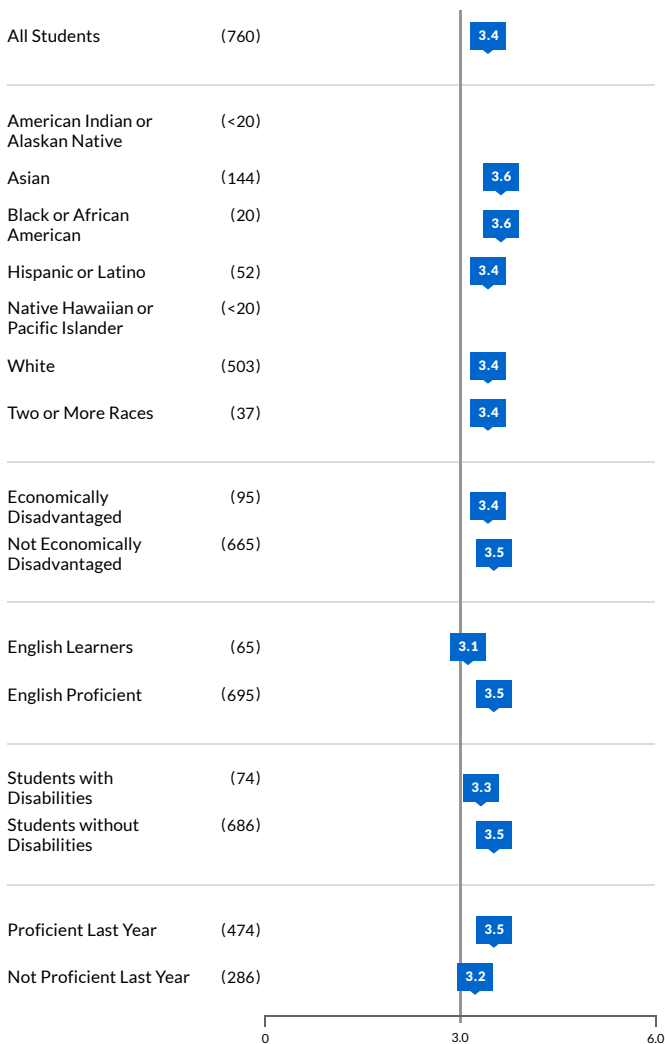 All Students (760) 3.4
American Indian or (<20)
Alaskan Native
Asian (144) 3.6
Black or African (20) 3.6
American
Hispanic or Latino (52) 3.4
Native Hawaiian or (<20)
Pacific Islander
White (503) 3.4
Two or More Races (37) 3.4
Economically (95) 3.4
Disadvantaged
Not Economically (665) 3.5
Disadvantaged
English Learners (65) 3.1
English Proficient (695) 3.5
Students with (74) 3.3
Disabilities
Students without (686) 3.5
Disabilities
Proficient Last Year (474) 3.5
Not Proficient Last Year (286) 3.2
0 3.0 6.0